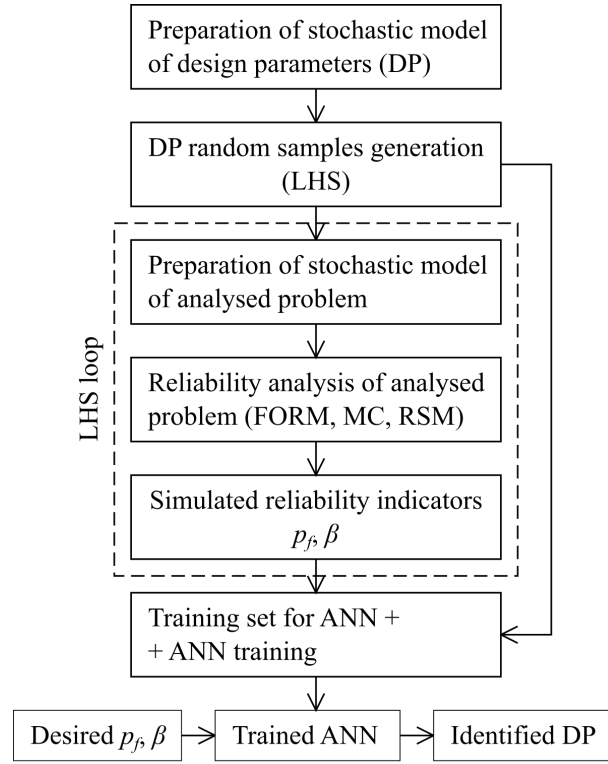 Preparation of stochastic model
of design parameters (DP)
DP random samples generation
(LHS)
LHS loop
Preparation of stochastic model
of analysed problem
Reliability analysis of analysed
problem (FORM, MC, RSM)
Simulated reliability indicators
p_f, β
Training set for ANN +
+ ANN training
Desired p_f, β
Trained ANN
Identified DP